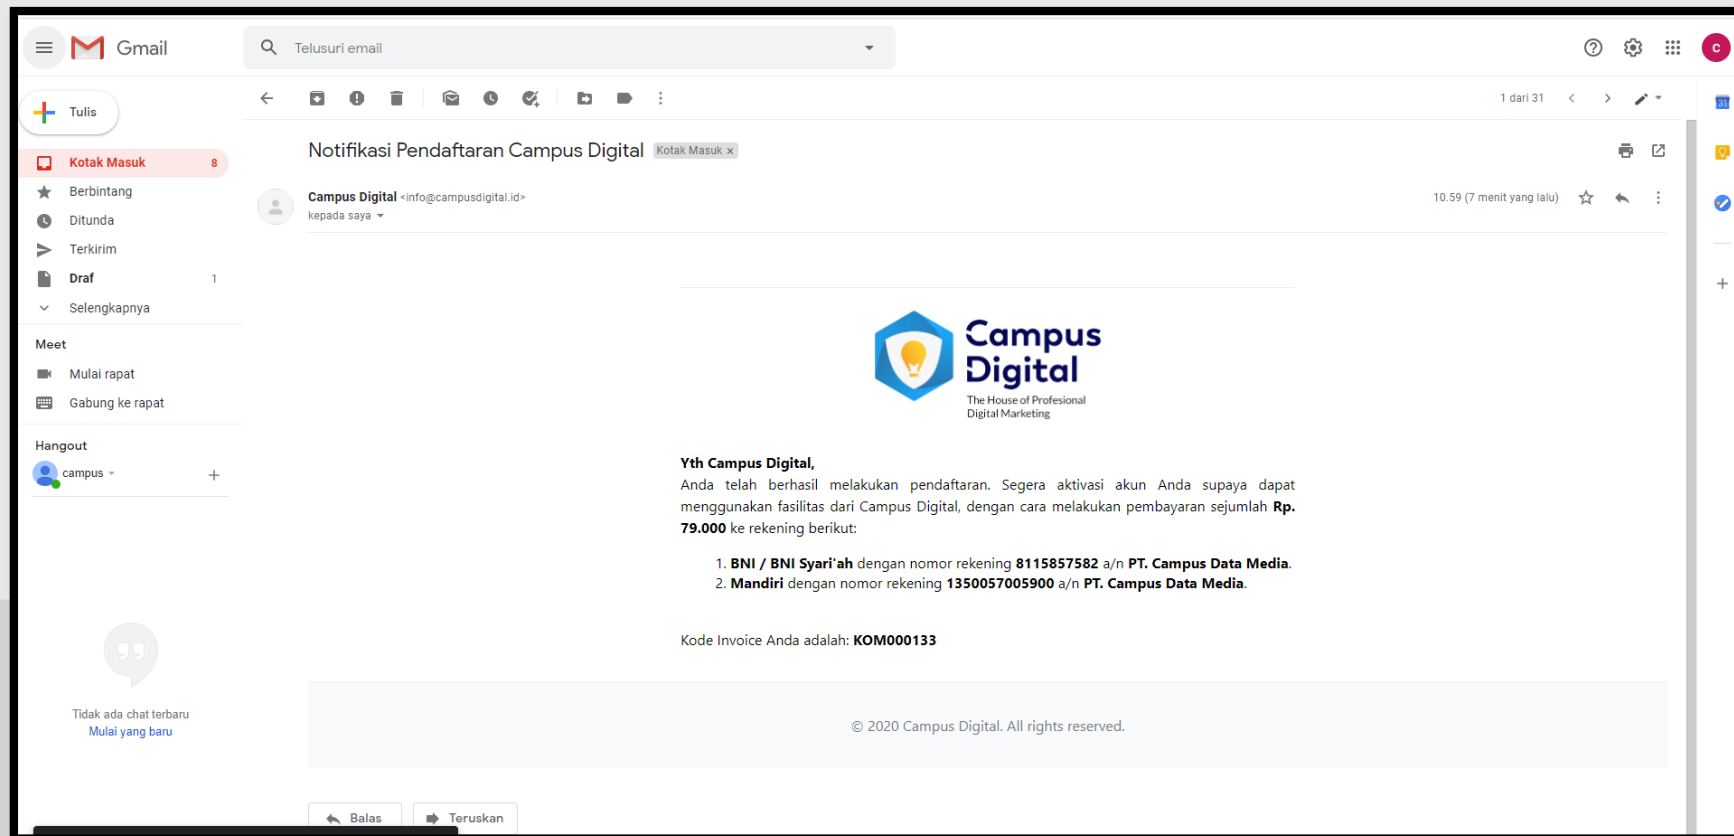 Gmail
Telusuri email
C
Tulis
1 dari 31
31
Notifikasi Pendaftaran Campus Digital Kotak Masuk x
Kotak Masuk 8
Berbintang
Ditunda
Terkirim
Draf 1
Selengkapnya
Meet
Mulai rapat
Gabung ke rapat
Hangout
campus
Tidak ada chat terbaru
Mulai yang baru
Campus Digital <info@campusdigital.id>
10.59 (7 menit yang lalu)
kepada saya
Campus
Digital
The House of Profesional
Digital Marketing
Yth Campus Digital,
Anda telah berhasil melakukan pendaftaran. Segera aktivasi akun Anda supaya dapat
menggunakan fasilitas dari Campus Digital, dengan cara melakukan pembayaran sejumlah Rp.
79.000 ke rekening berikut:
1. BNI / BNI Syari'ah dengan nomor rekening 8115857582 a/n PT. Campus Data Media.
2. Mandiri dengan nomor rekening 1350057005900 a/n PT. Campus Data Media.
Kode Invoice Anda adalah: KOM000133
© 2020 Campus Digital. All rights reserved.
Balas
Teruskan